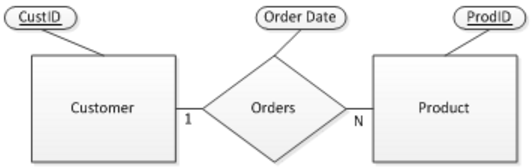 CustID
Order Date
ProdID
Customer
Orders
Product
1
N